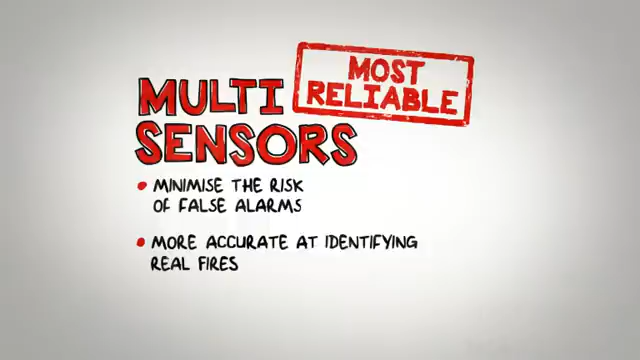 MOST
RELIABLE
MULTI
SENSORS
• MINIMISE THE RISK
OF FALSE ALARMS
• MORE ACCURATE AT IDENTIFYING
REAL FIRES